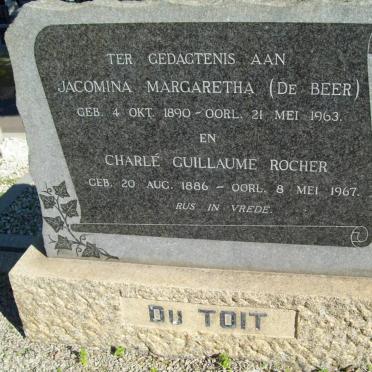 TER GEDAGTENIS AAN
JACOMINA MARGARETHA (DE BEER)
GEB. 4 OKT. 1890 - OORL. 21 MEI 1963.
EN
CHARLÉ GUILLAUME ROCHER
GEB. 20 AUG. 1886 - OORL. 8 MEI 1967.
RUS IN VREDE.
DU TOIT